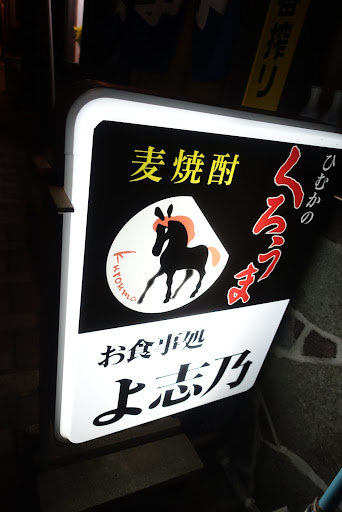 番搾り
麦焼酎
ひむかの
くろうま
Kurouma
お食事処
よ志乃